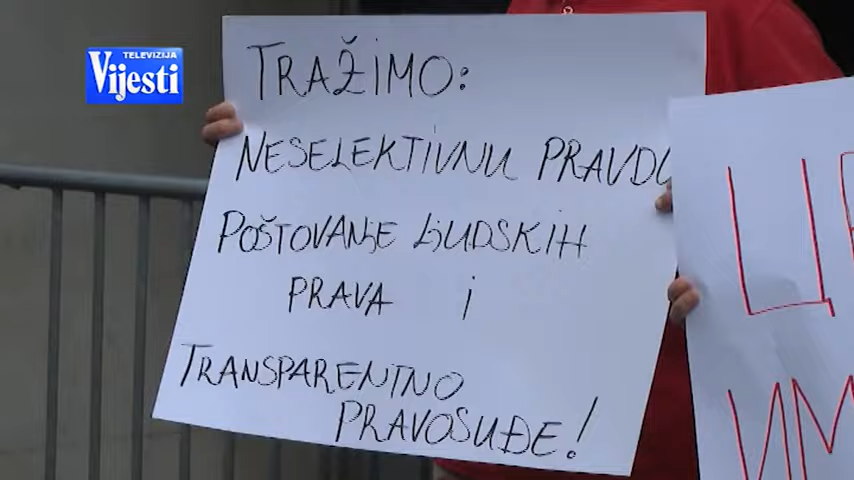 TELEVIZIJA
Vijesti
TRAŽIMO:
NESELEKTIVNU PRAVDU
POŠTOVANJE LJUDSKIH
PRAVA i
TRANSPARENTNO
PRAVOSUĐE!